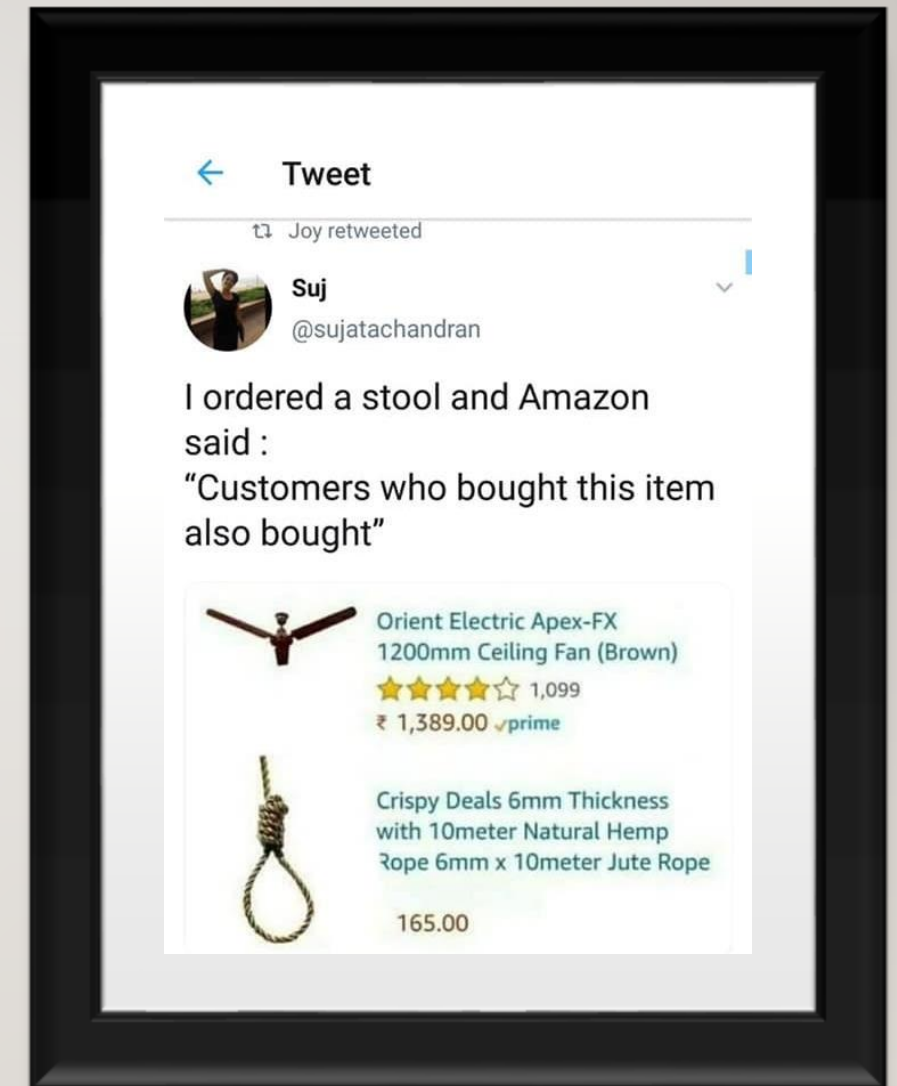 Tweet
Joy retweeted
Suj
@sujatachandran
I ordered a stool and Amazon
said :
“Customers who bought this item
also bought”
Orient Electric Apex-FX
1200mm Ceiling Fan (Brown)
1,099
₹ 1,389.00 prime
Crispy Deals 6mm Thickness
with 10meter Natural Hemp
Rope 6mm x 10meter Jute Rope
165.00